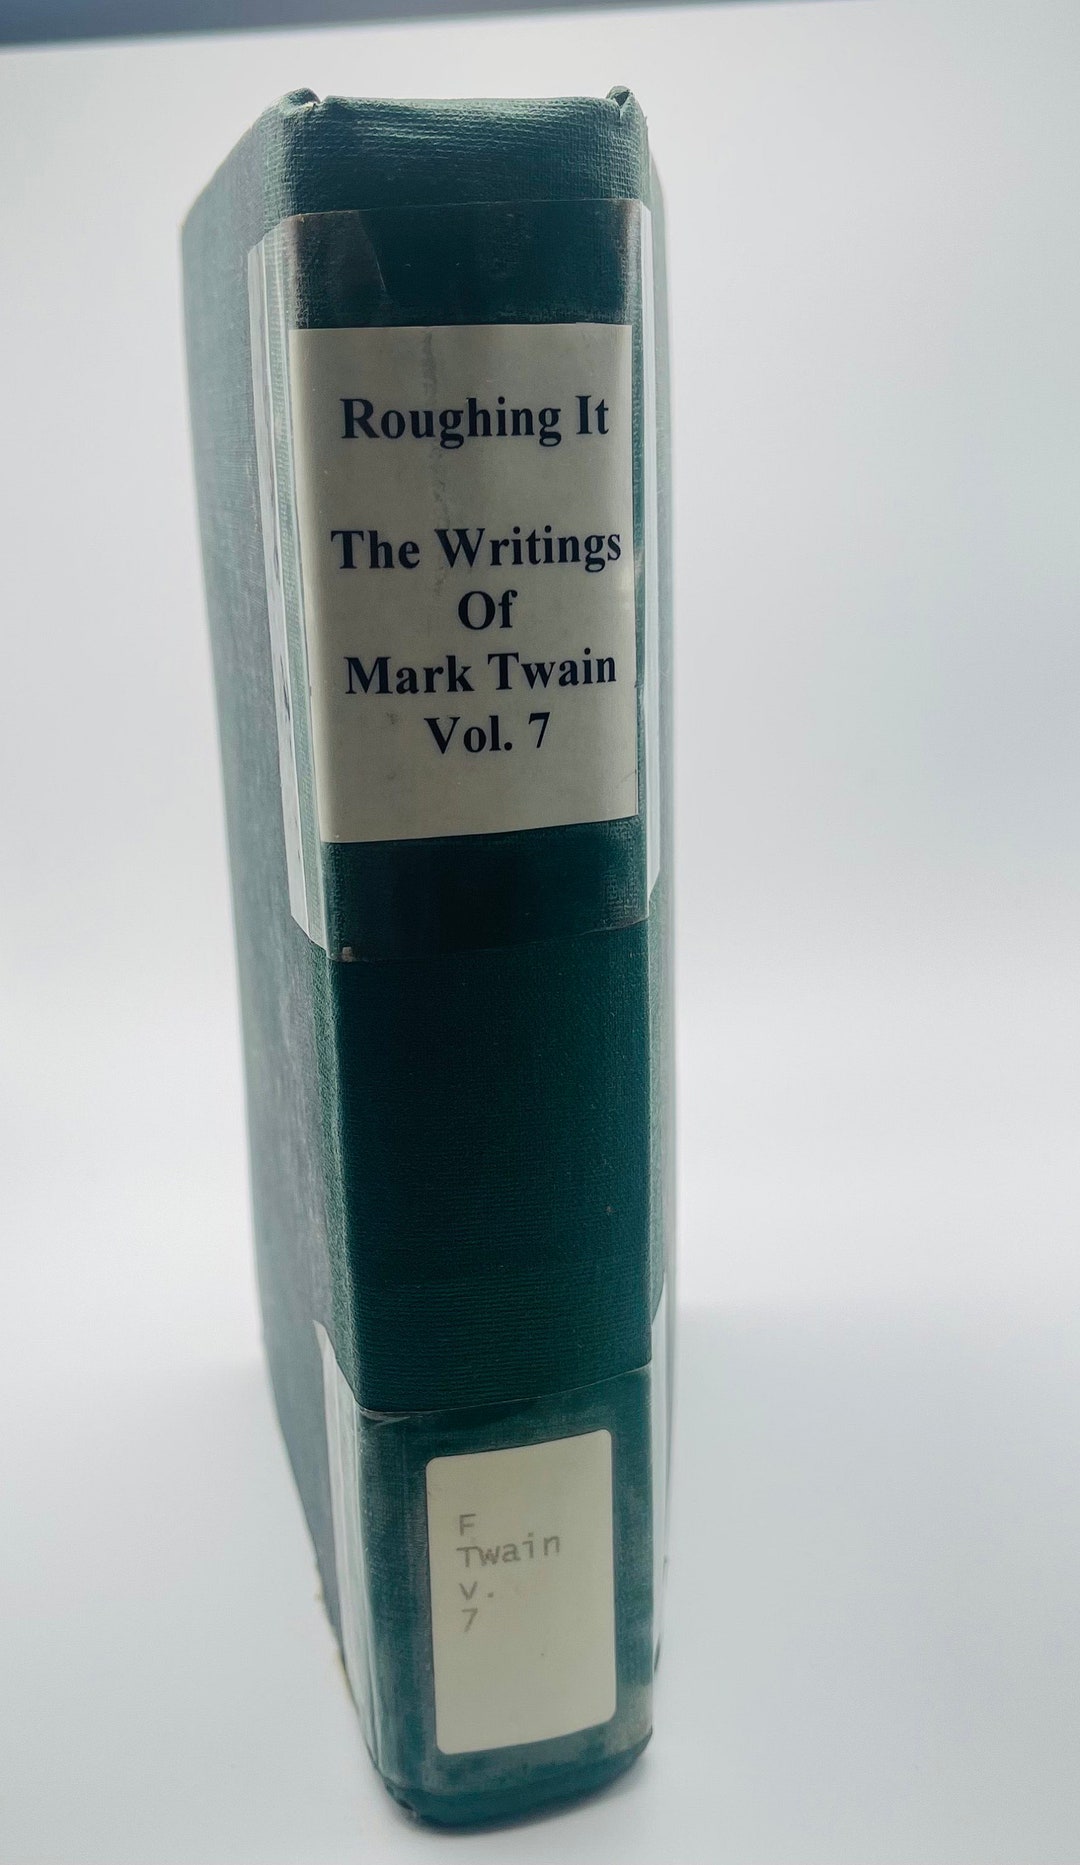 Roughing It
The Writings
Of
Mark Twain
Vol. 7
F
Twain
v.
7